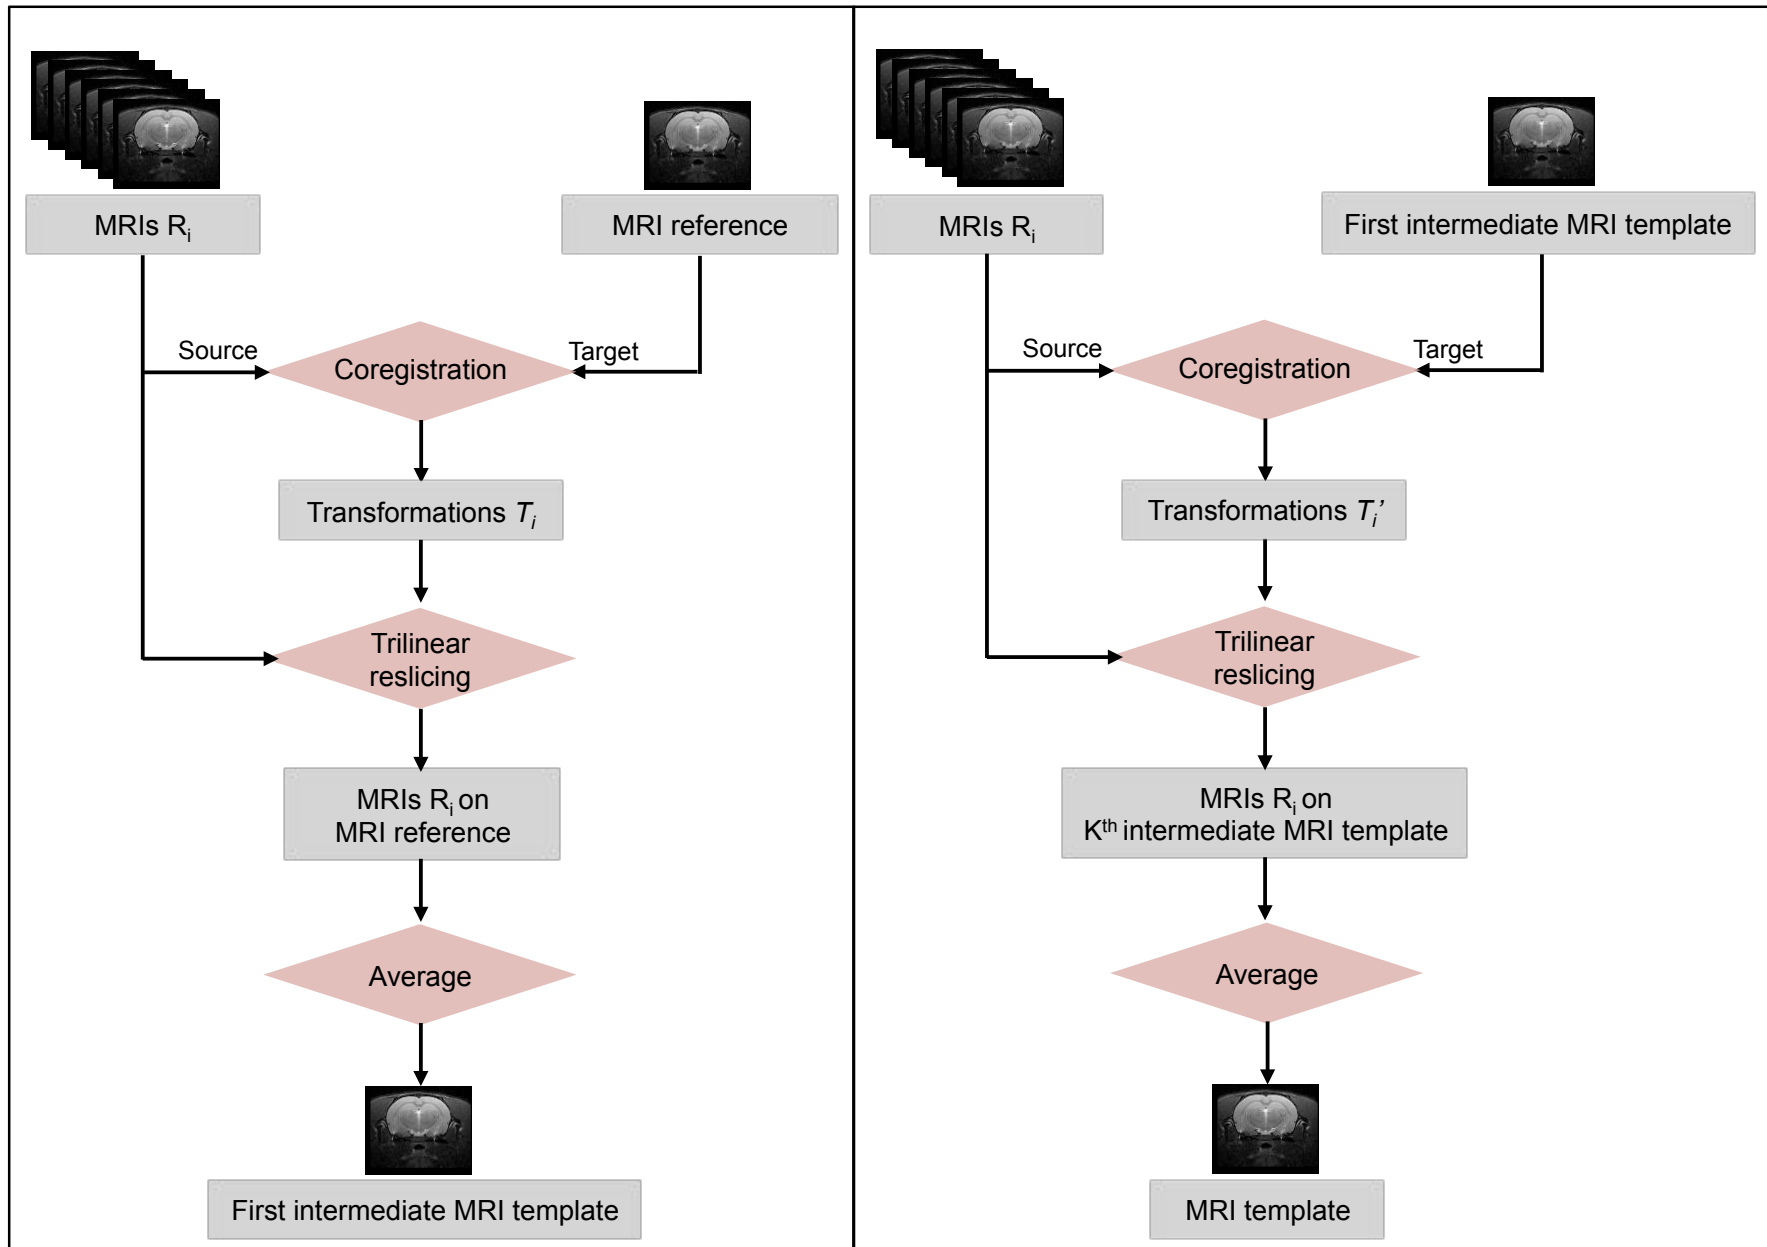 MRIs Ri
MRI reference
Source
Target
Coregistration
Transformations Ti
Trilinear
reslicing
MRIs Ri on
MRI reference
Average
First intermediate MRI template
MRIs Ri
First intermediate MRI template
Source
Target
Coregistration
Transformations Ti’
Trilinear
reslicing
MRIs Ri on
Kth intermediate MRI template
Average
MRI template